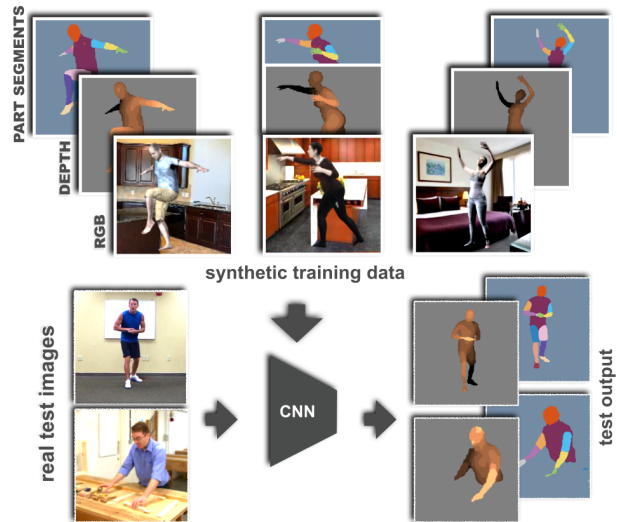 PART SEGMENTS
DEPTH
RGB
synthetic training data
real test images
CNN
test output